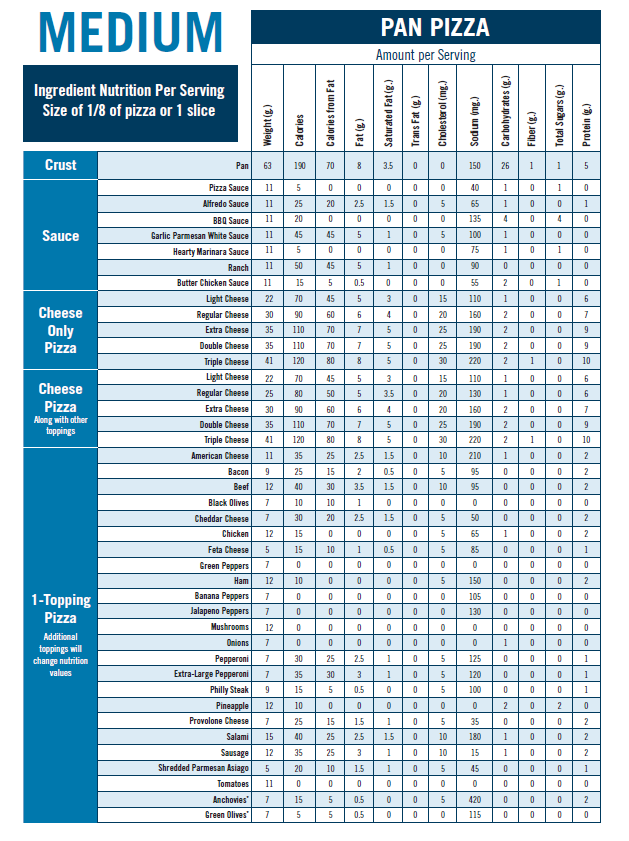 MEDIUM
PAN PIZZA
Amount per Serving
Ingredient Nutrition Per Serving
Size of 1/8 of pizza or 1 slice
Weight (g.) Calories Calories from Fat Fat (g.) Saturated Fat (g.) Trans Fat (g.) Cholesterol (mg.) Sodium (mg.) Carbohydrates (g.) Fiber (g.) Total Sugars (g.) Protein (g.)
Crust
Pan 63 190 70 8 3.5 0 0 150 26 1 1 5
Sauce
Pizza Sauce 11 5 0 0 0 0 0 40 1 0 1 0
Alfredo Sauce 11 25 20 2.5 1.5 0 5 65 1 0 0 1
BBQ Sauce 11 20 0 0 0 0 0 135 4 0 4 0
Garlic Parmesan White Sauce 11 45 45 5 1 0 5 100 1 0 0 0
Hearty Marinara Sauce 11 5 0 0 0 0 0 75 1 0 1 0
Ranch 11 50 45 5 1 0 0 90 0 0 0 0
Butter Chicken Sauce 11 15 5 0.5 0 0 0 55 2 0 1 0
Cheese
Only
Pizza
Light Cheese 22 70 45 5 3 0 15 110 1 0 0 6
Regular Cheese 30 90 60 6 4 0 20 160 2 0 0 7
Extra Cheese 35 110 70 7 5 0 25 190 2 0 0 9
Double Cheese 35 110 70 7 5 0 25 190 2 0 0 9
Triple Cheese 41 120 80 8 5 0 30 220 2 1 0 10
Cheese
Pizza
Along with other
toppings
Light Cheese 22 70 45 5 3 0 15 110 1 0 0 6
Regular Cheese 25 80 50 5 3.5 0 20 130 1 0 0 6
Extra Cheese 30 90 60 6 4 0 20 160 2 0 0 7
Double Cheese 35 110 70 7 5 0 25 190 2 0 0 9
Triple Cheese 41 120 80 8 5 0 30 220 2 1 0 10
1-Topping
Pizza
Additional
toppings will
change nutrition
values
American Cheese 11 35 25 2.5 1.5 0 10 210 1 0 0 2
Bacon 9 25 15 2 0.5 0 5 95 0 0 0 2
Beef 12 40 30 3.5 1.5 0 10 95 0 0 0 2
Black Olives 7 10 10 1 0 0 0 0 0 0 0 0
Cheddar Cheese 7 30 20 2.5 1.5 0 5 50 0 0 0 2
Chicken 12 15 0 0 0 0 5 65 1 0 0 2
Feta Cheese 5 15 10 1 0.5 0 5 85 0 0 0 1
Green Peppers 7 0 0 0 0 0 0 0 0 0 0 0
Ham 12 10 0 0 0 0 5 150 0 0 0 2
Banana Peppers 7 0 0 0 0 0 0 105 0 0 0 0
Jalapeno Peppers 7 0 0 0 0 0 0 130 0 0 0 0
Mushrooms 12 0 0 0 0 0 0 0 0 0 0 0
Onions 7 0 0 0 0 0 0 0 1 0 0 0
Pepperoni 7 30 25 2.5 1 0 5 125 0 0 0 1
Extra-Large Pepperoni 7 35 30 3 1 0 5 120 0 0 0 1
Philly Steak 9 15 5 0.5 0 0 5 100 0 0 0 1
Pineapple 12 10 0 0 0 0 0 0 2 0 2 0
Provolone Cheese 7 25 15 1.5 1 0 5 35 0 0 0 2
Salami 15 40 25 2.5 1.5 0 10 180 1 0 0 2
Sausage 12 35 25 3 1 0 10 15 1 0 0 2
Shredded Parmesan Asiago 5 20 10 1.5 1 0 5 45 0 0 0 1
Tomatoes 11 0 0 0 0 0 0 0 0 0 0 0
Anchovies* 7 15 5 0.5 0 0 5 420 0 0 0 2
Green Olives* 7 5 5 0.5 0 0 0 115 0 0 0 0